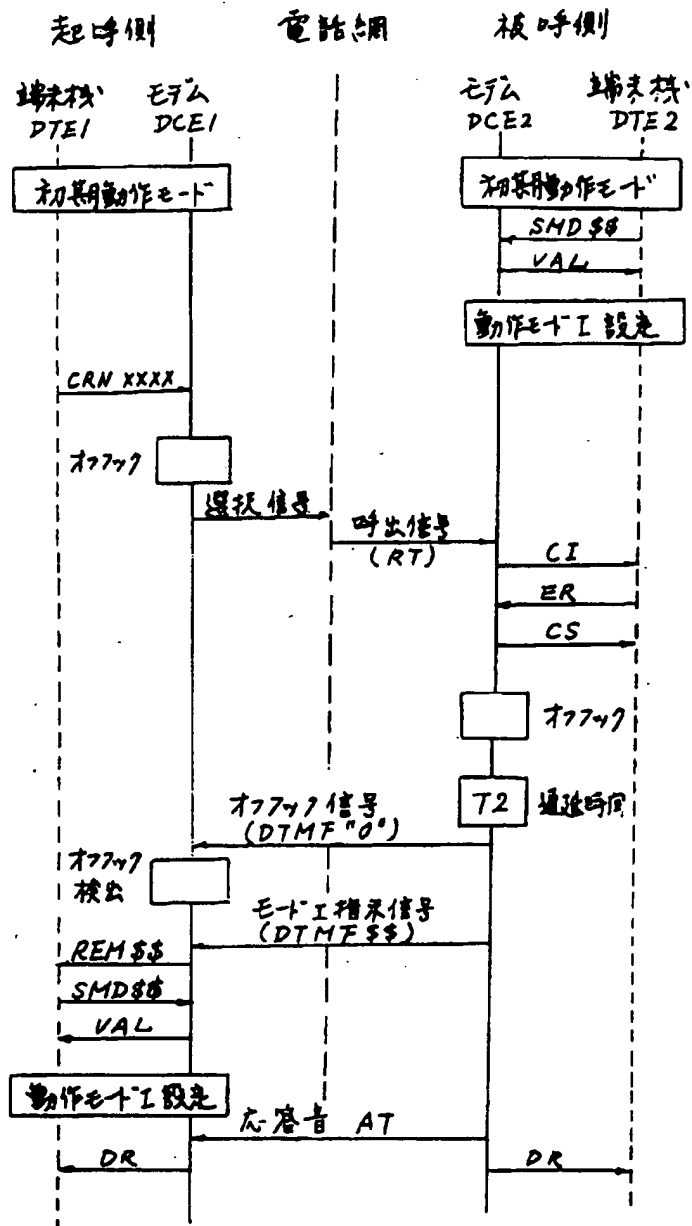 起呼側 電話網 被呼側
端末機 モデム モデム 端末機
DTE1 DCE1 DCE2 DTE2
初期動作モード 初期動作モード
SMD $$
VAL
動作モードI 設定
CRN XXXX
オフフック
選択信号
呼出信号
(RT)
CI
ER
CS
オフフック
オフフック信号
(DTMF "0")
T2 遅延時間
オフフック
検出
モードI指示信号
(DTMF $$)
REM $$
SMD $$
VAL
動作モードI 設定
応答音 AT
DR DR